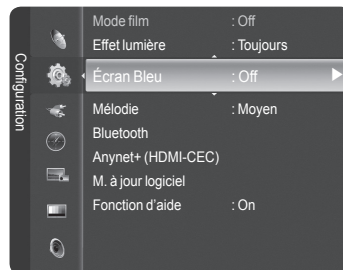 Configuration
Mode film : Off
Effet lumière : Toujours
Écran Bleu : Off
Mélodie : Moyen
Bluetooth
Anynet+ (HDMI-CEC)
M. à jour logiciel
Fonction d’aide : On